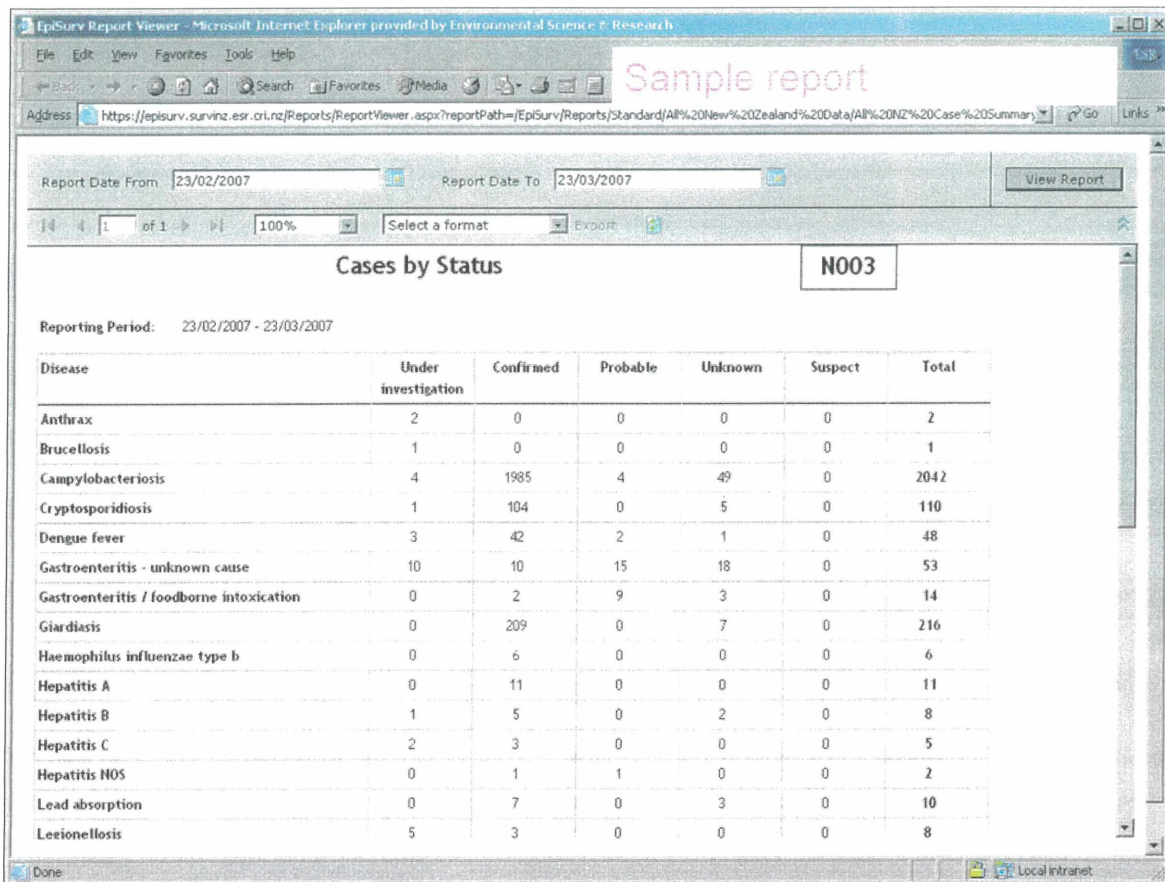 EpiSurv Report Viewer - Microsoft Internet Explorer provided by Environmental Science & Research
File Edit View Favorites Tools Help
Back Search Favorites Media
Sample report
ESR
Address https://episurv.survinz.esr.cri.nz/Reports/ReportViewer.aspx?reportPath=/EpiSurv/Reports/Standard/All%20New%20Zealand%20Data/All%20NZ%20Case%20Summary Go Links »
Report Date From 23/02/2007 Report Date To 23/03/2007 View Report
1 of 1 100% Select a format Export
Cases by Status N003
Reporting Period: 23/02/2007 - 23/03/2007
Disease Under investigation Confirmed Probable Unknown Suspect Total
Anthrax 2 0 0 0 0 2
Brucellosis 1 0 0 0 0 1
Campylobacteriosis 4 1985 4 49 0 2042
Cryptosporidiosis 1 104 0 5 0 110
Dengue fever 3 42 2 1 0 48
Gastroenteritis - unknown cause 10 10 15 18 0 53
Gastroenteritis / foodborne intoxication 0 2 9 3 0 14
Giardiasis 0 209 0 7 0 216
Haemophilus influenzae type b 0 6 0 0 0 6
Hepatitis A 0 11 0 0 0 11
Hepatitis B 1 5 0 2 0 8
Hepatitis C 2 3 0 0 0 5
Hepatitis NOS 0 1 1 0 0 2
Lead absorption 0 7 0 3 0 10
Legionellosis 5 3 0 0 0 8
Done Local intranet